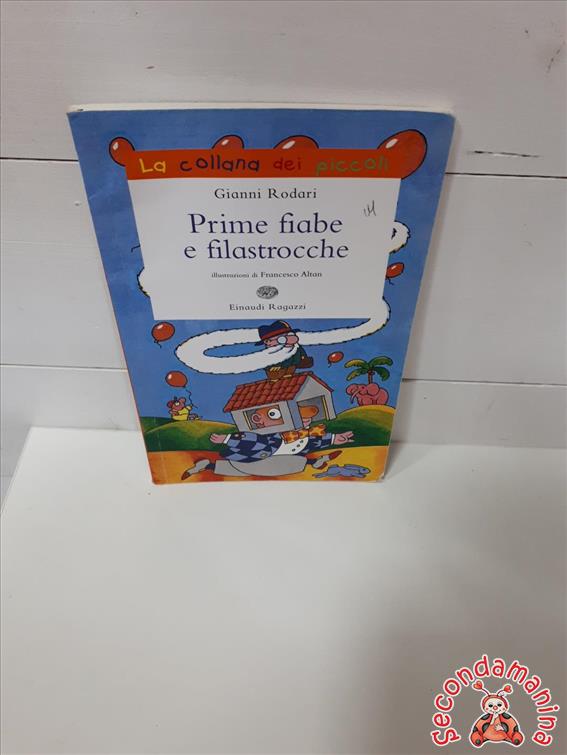 La collana dei piccoli
Gianni Rodari
Prime fiabe
e filastrocche
illustrazioni di Francesco Altan
Einaudi Ragazzi
Secondamanina